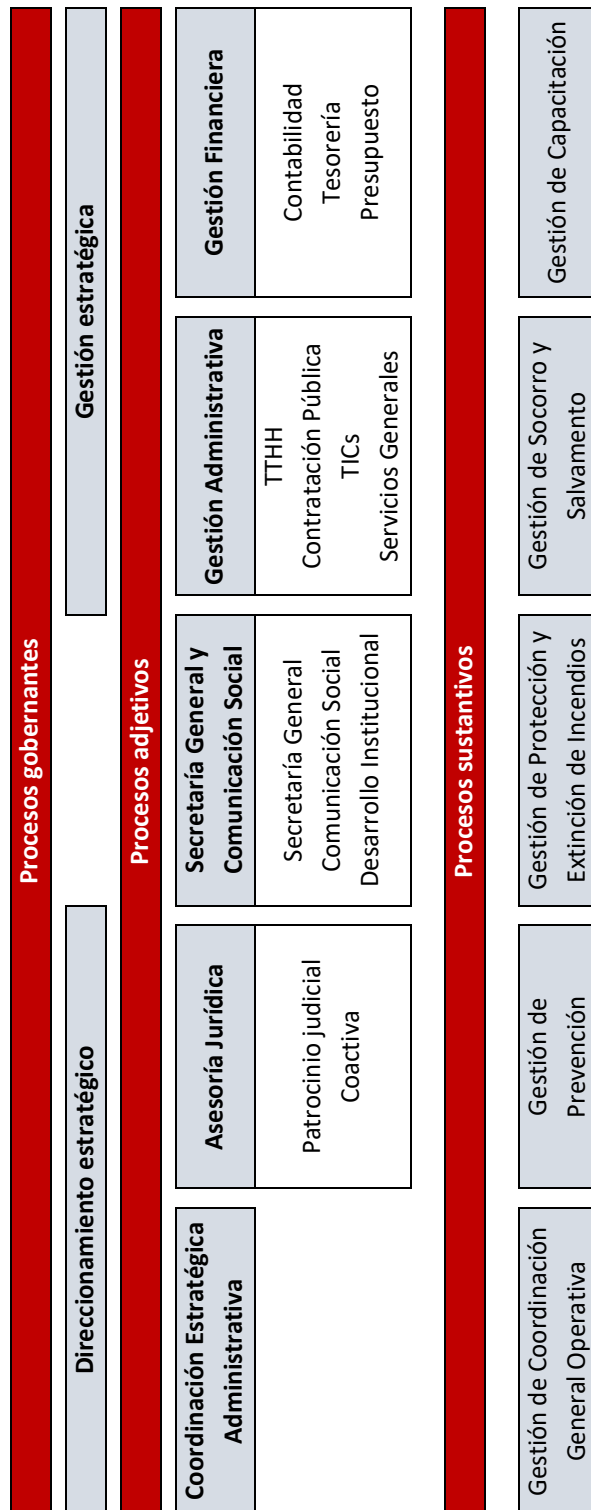 Procesos gobernantes
Direccionamiento estratégico
Gestión estratégica
Procesos adjetivos
Coordinación Estratégica
Administrativa
Asesoría Jurídica
Patrocinio judicial
Coactiva
Secretaría General y
Comunicación Social
Secretaría General
Comunicación Social
Desarrollo Institucional
Gestión Administrativa
TTHH
Contratación Pública
TICs
Servicios Generales
Gestión Financiera
Contabilidad
Tesorería
Presupuesto
Procesos sustantivos
Gestión de Coordinación
General Operativa
Gestión de
Prevención
Gestión de Protección y
Extinción de Incendios
Gestión de Socorro y
Salvamento
Gestión de Capacitación